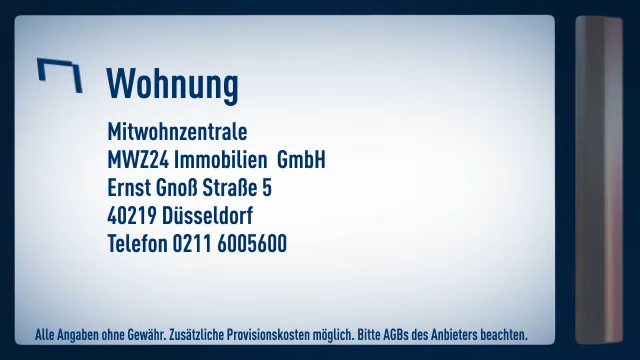 Wohnung
Mitwohnzentrale
MWZ24 Immobilien GmbH
Ernst Gnoß Straße 5
40219 Düsseldorf
Telefon 0211 6005600
Alle Angaben ohne Gewähr. Zusätzliche Provisionskosten möglich. Bitte AGBs des Anbieters beachten.